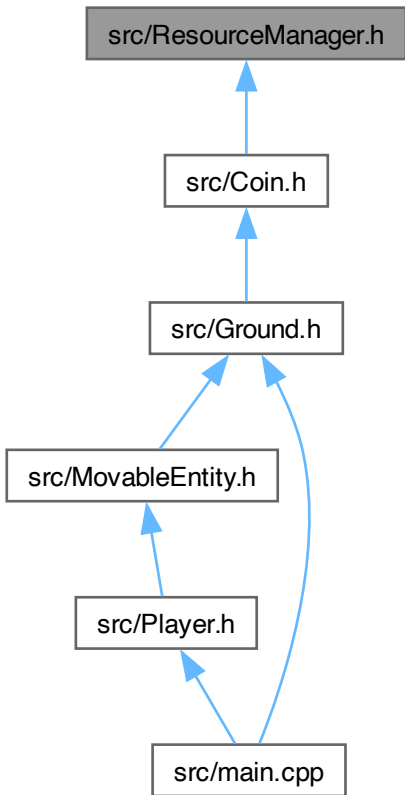 src/ResourceManager.h
src/Coin.h
src/Ground.h
src/MovableEntity.h
src/Player.h
src/main.cpp